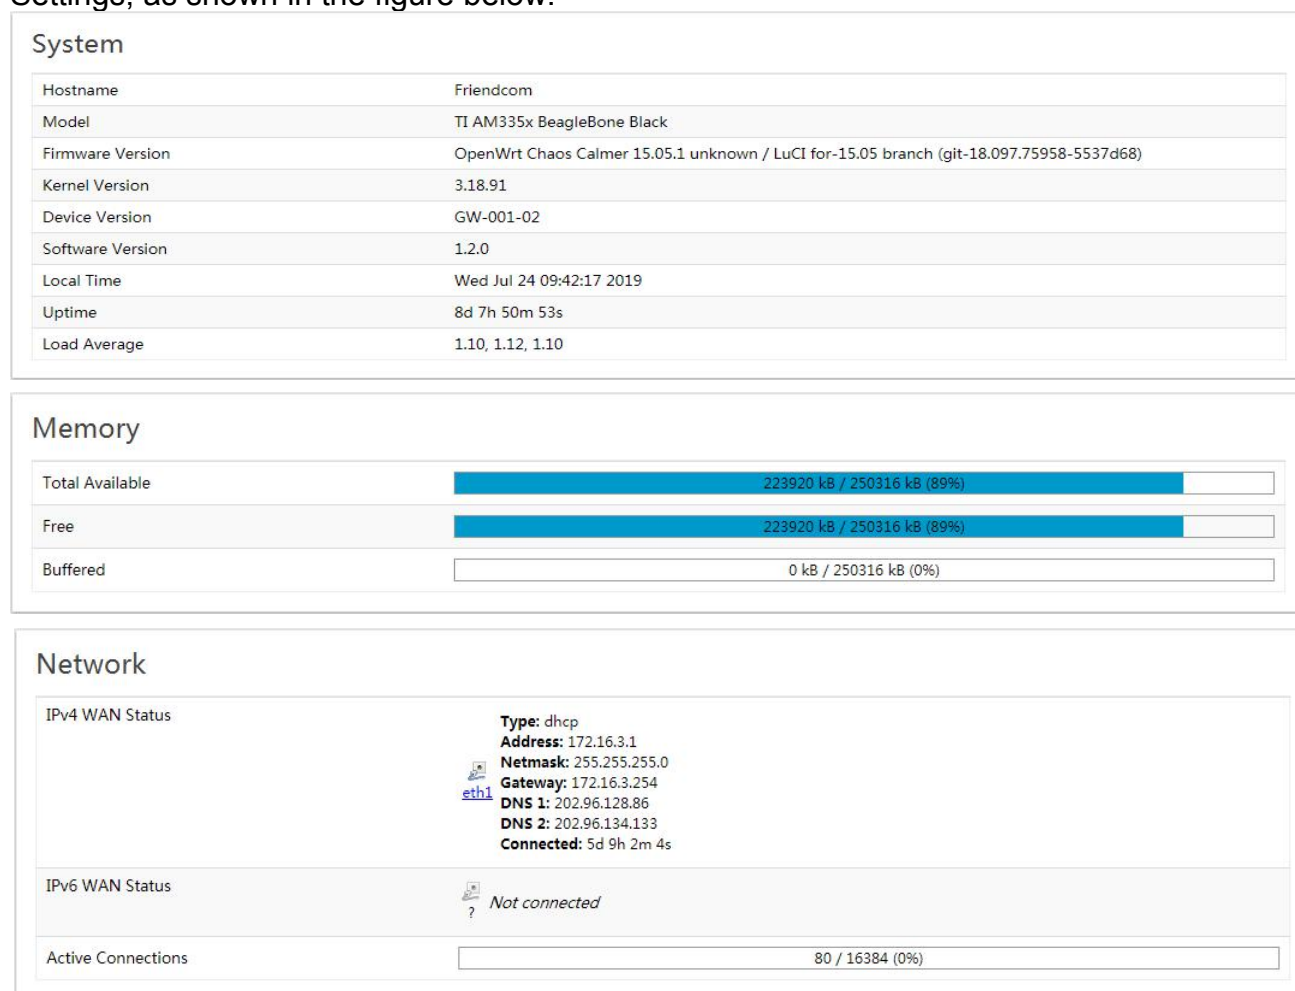 Settings, as shown in the figure below.
System
Hostname Friendcom
Model TI AM335x BeagleBone Black
Firmware Version OpenWrt Chaos Calmer 15.05.1 unknown / LuCI for-15.05 branch (git-18.097.75958-5537d68)
Kernel Version 3.18.91
Device Version GW-001-02
Software Version 1.2.0
Local Time Wed Jul 24 09:42:17 2019
Uptime 8d 7h 50m 53s
Load Average 1.10, 1.12, 1.10
Memory
Total Available 223920 kB / 250316 kB (89%)
Free 223920 kB / 250316 kB (89%)
Buffered 0 kB / 250316 kB (0%)
Network
IPv4 WAN Status
Type: dhcp
Address: 172.16.3.1
Netmask: 255.255.255.0
Gateway: 172.16.3.254
eth1
DNS 1: 202.96.128.86
DNS 2: 202.96.134.133
Connected: 5d 9h 2m 4s
IPv6 WAN Status
? Not connected
Active Connections 80 / 16384 (0%)